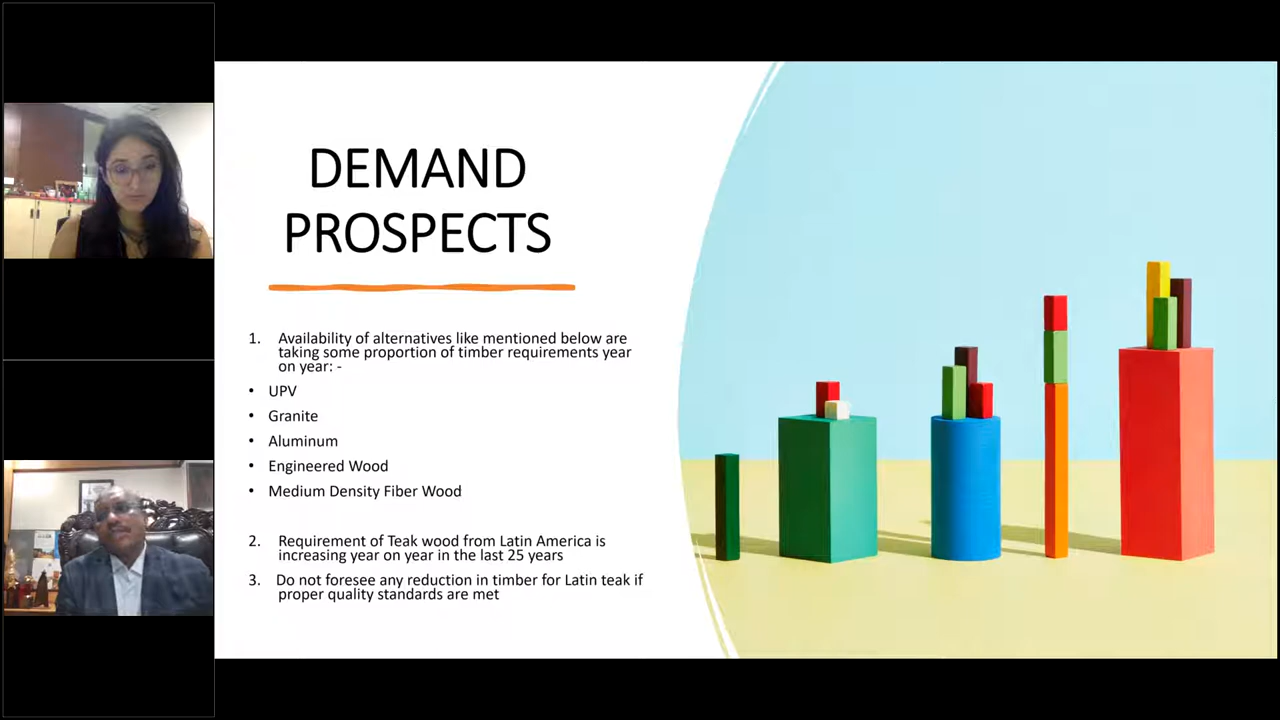 DEMAND
PROSPECTS
1. Availability of alternatives like mentioned below are
taking some proportion of timber requirements year
on year: -
• UPV
• Granite
• Aluminum
• Engineered Wood
• Medium Density Fiber Wood
2. Requirement of Teak wood from Latin America is
increasing year on year in the last 25 years
3. Do not foresee any reduction in timber for Latin teak if
proper quality standards are met